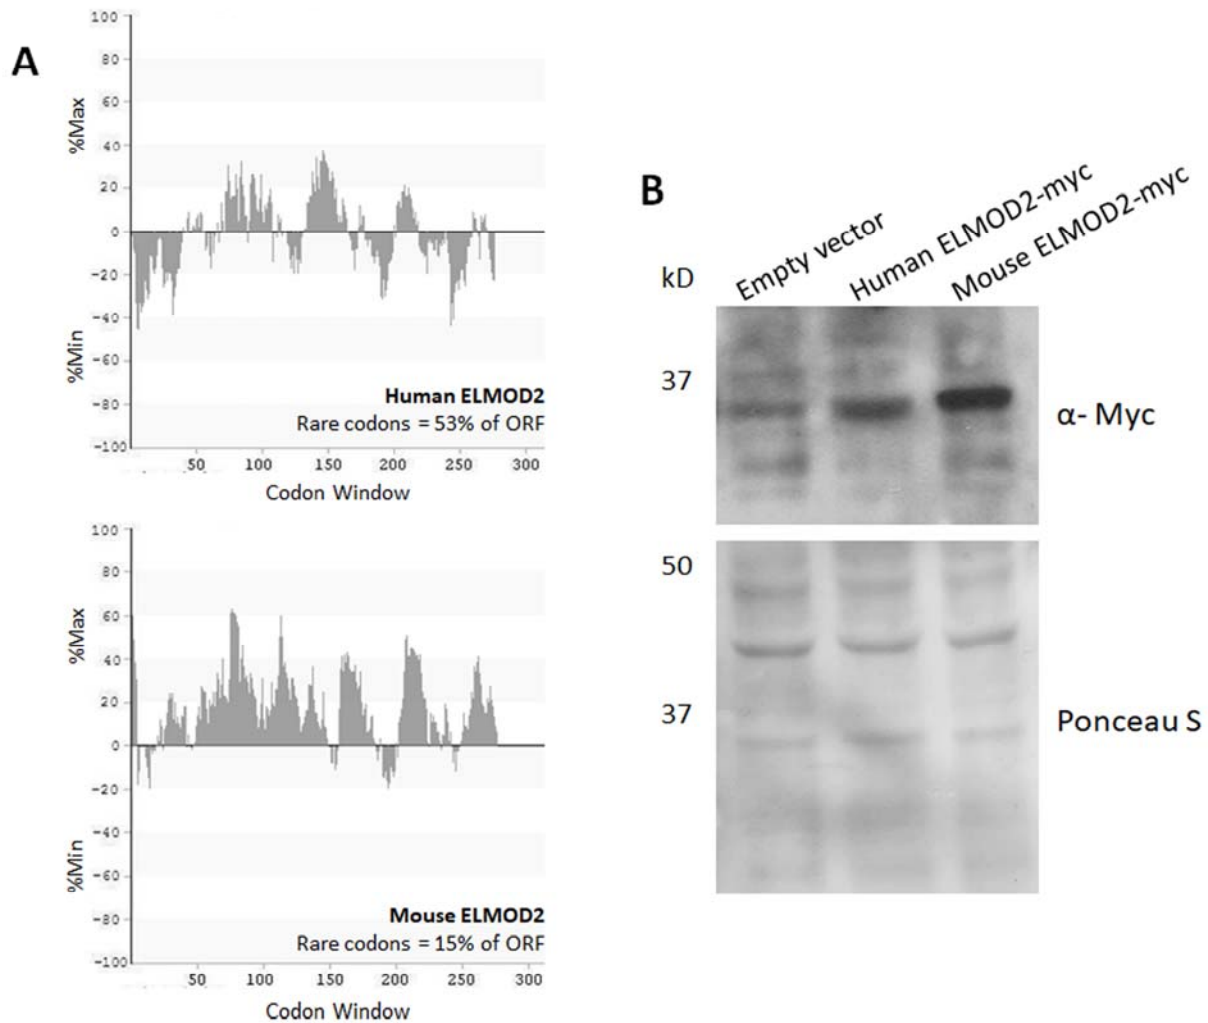 A
100
80
60
40
20
0
-20
-40
-60
-80
-100
%Max
%Min
Human ELMOD2
Rare codons = 53% of ORF
50 100 150 200 250 300
Codon Window
100
80
60
40
20
0
-20
-40
-60
-80
-100
%Max
%Min
Mouse ELMOD2
Rare codons = 15% of ORF
50 100 150 200 250 300
Codon Window
B
kD
Empty vector
Human ELMOD2-myc
Mouse ELMOD2-myc
37
α- Myc
50
37
Ponceau S